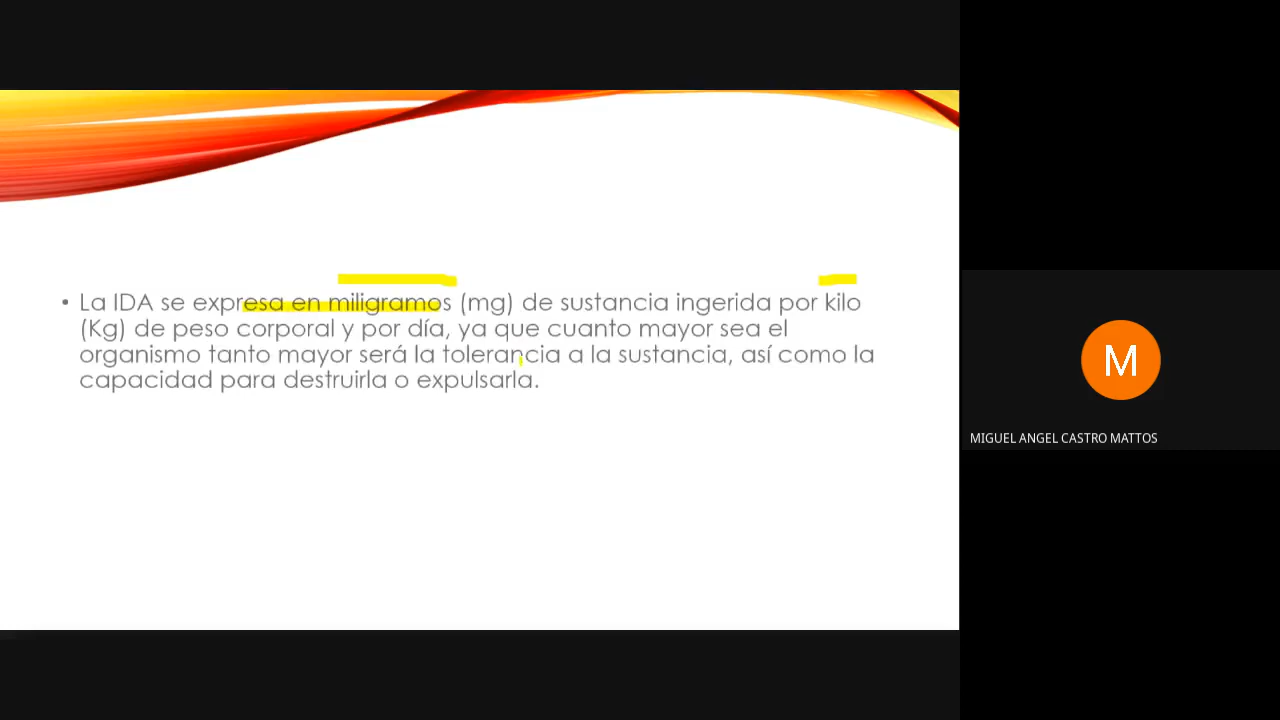 • La IDA se expresa en miligramos (mg) de sustancia ingerida por kilo
(Kg) de peso corporal y por día, ya que cuanto mayor sea el
organismo tanto mayor será la tolerancia a la sustancia, así como la
capacidad para destruirla o expulsarla.
M
MIGUEL ANGEL CASTRO MATTOS